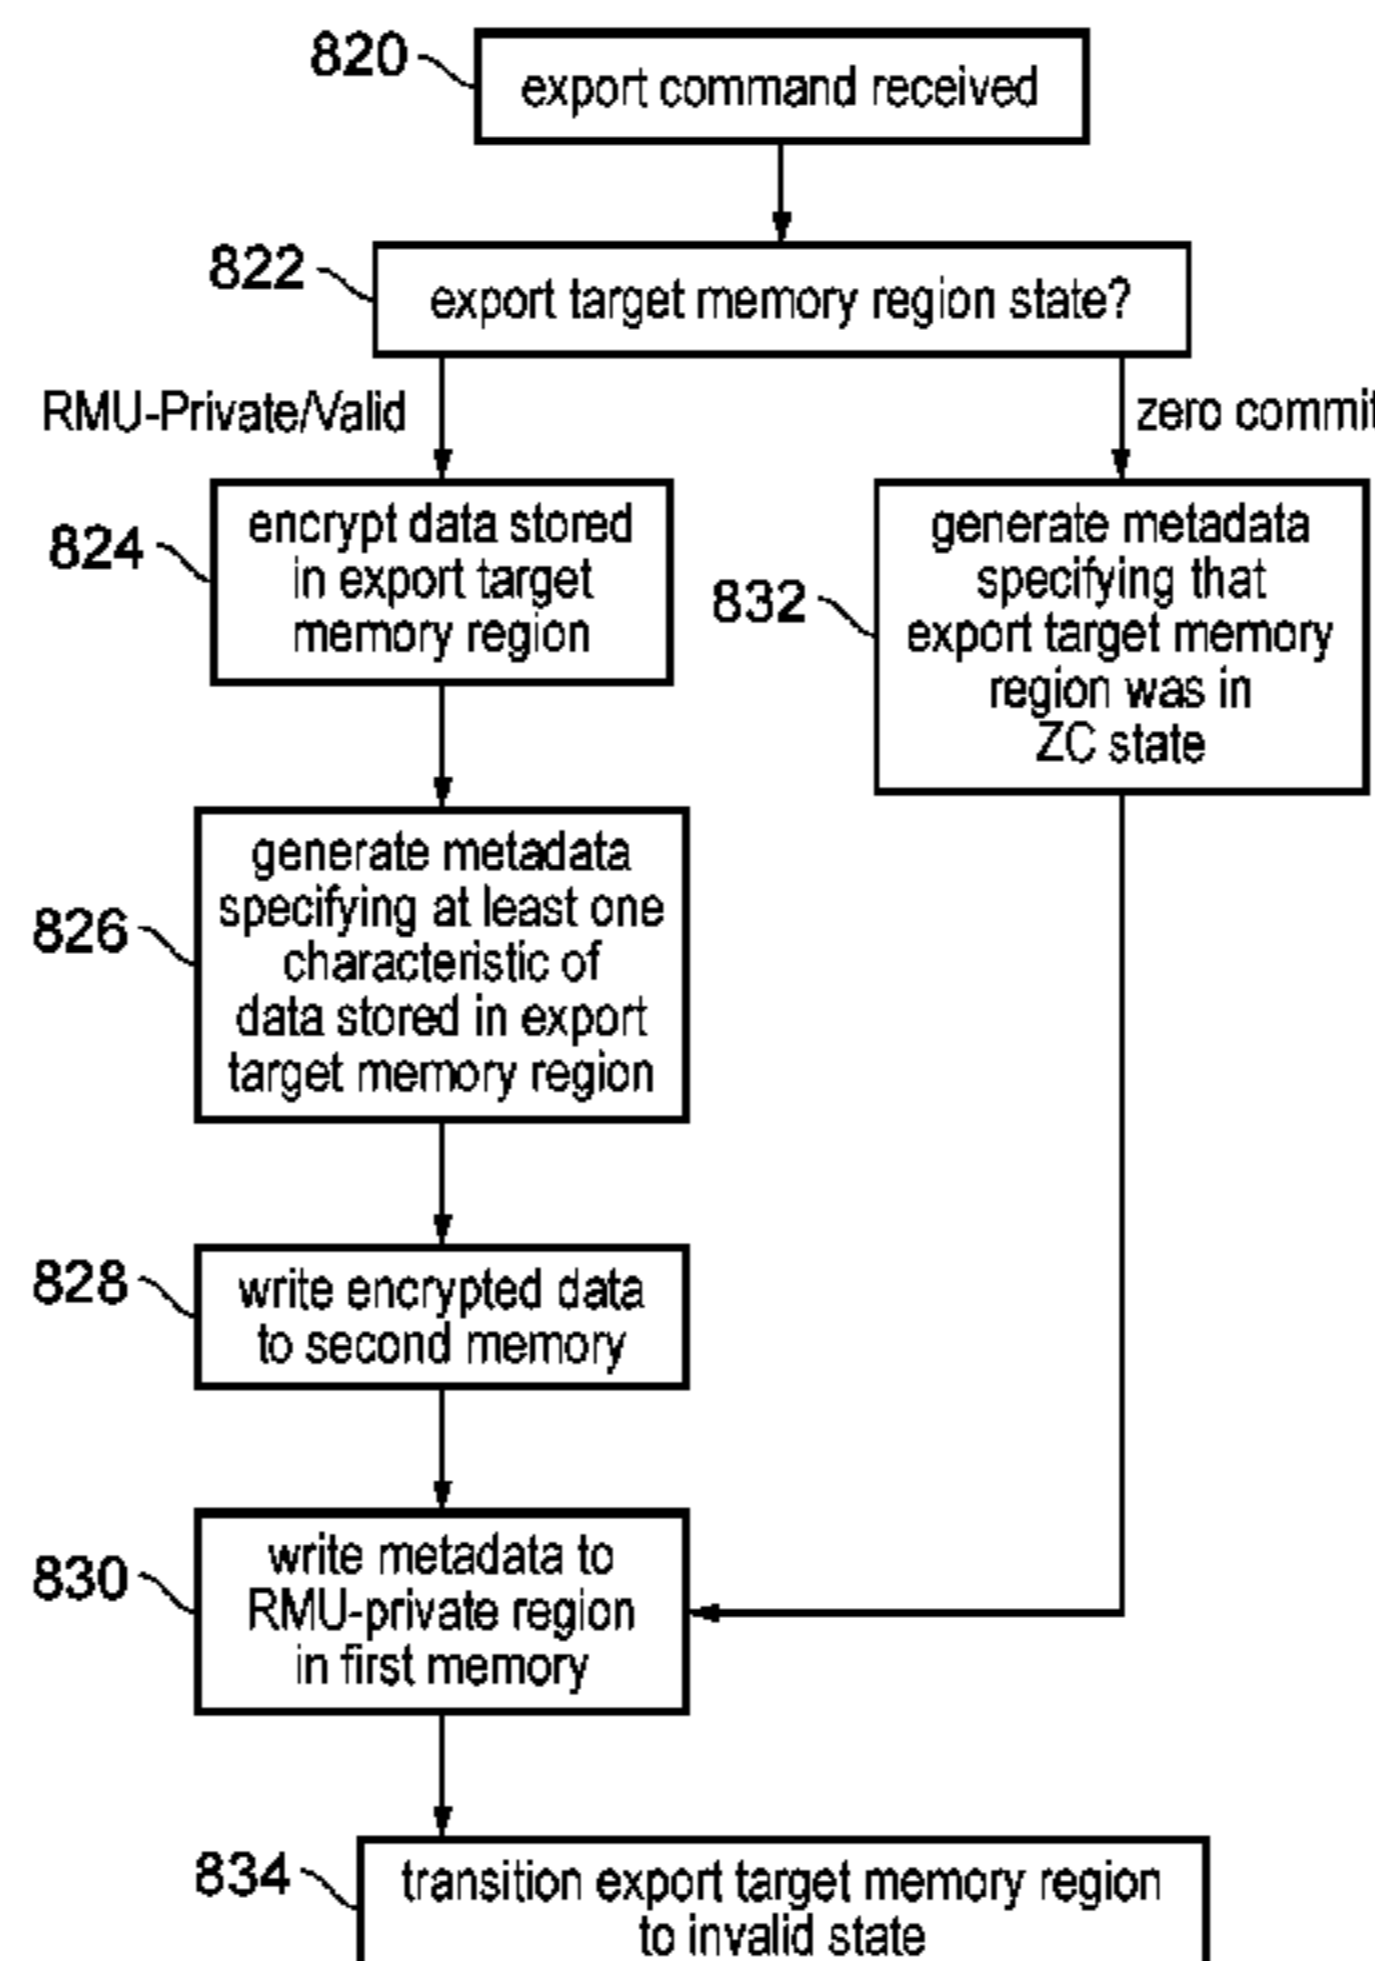 820
export command received
822
export target memory region state?
RMU-Private/Valid
zero commit
824
encrypt data stored
in export target
memory region
832
generate metadata
specifying that
export target memory
region was in
ZC state
826
generate metadata
specifying at least one
characteristic of
data stored in export
target memory region
828
write encrypted data
to second memory
830
write metadata to
RMU-private region
in first memory
834
transition export target memory region
to invalid state